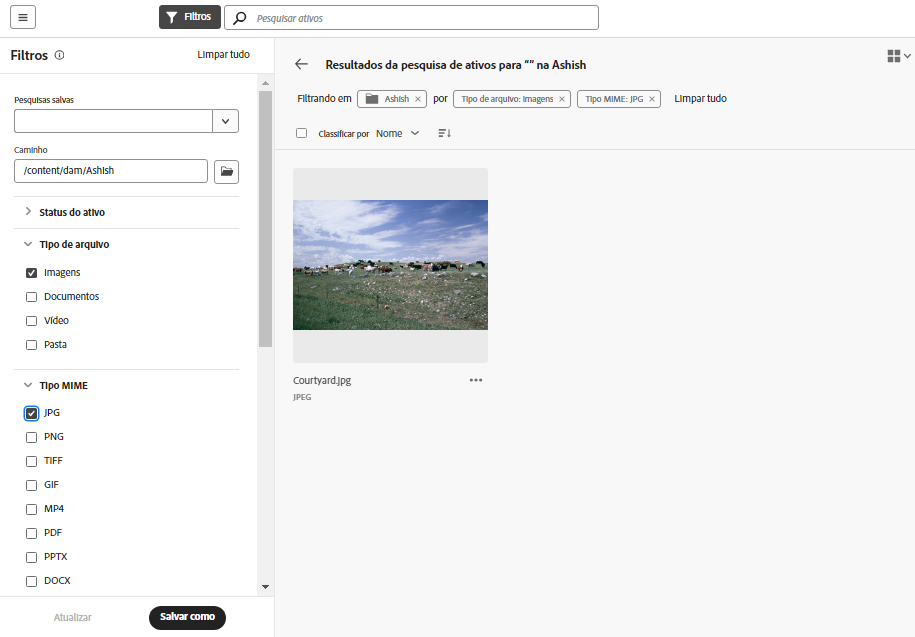 Filtros
Pesquisar ativos
Filtros
Limpar tudo
Pesquisas salvas
Caminho
/content/dam/Ashish
Status do ativo
Tipo de arquivo
Imagens
Documentos
Vídeo
Pasta
Tipo MIME
JPG
PNG
TIFF
GIF
MP4
PDF
PPTX
DOCX
Atualizar
Salvar como
Resultados da pesquisa de ativos para “” na Ashish
Filtrando em Ashish por Tipo de arquivo: Imagens Tipo MIME: JPG Limpar tudo
Classificar por Nome
Courtyard.jpg
JPEG